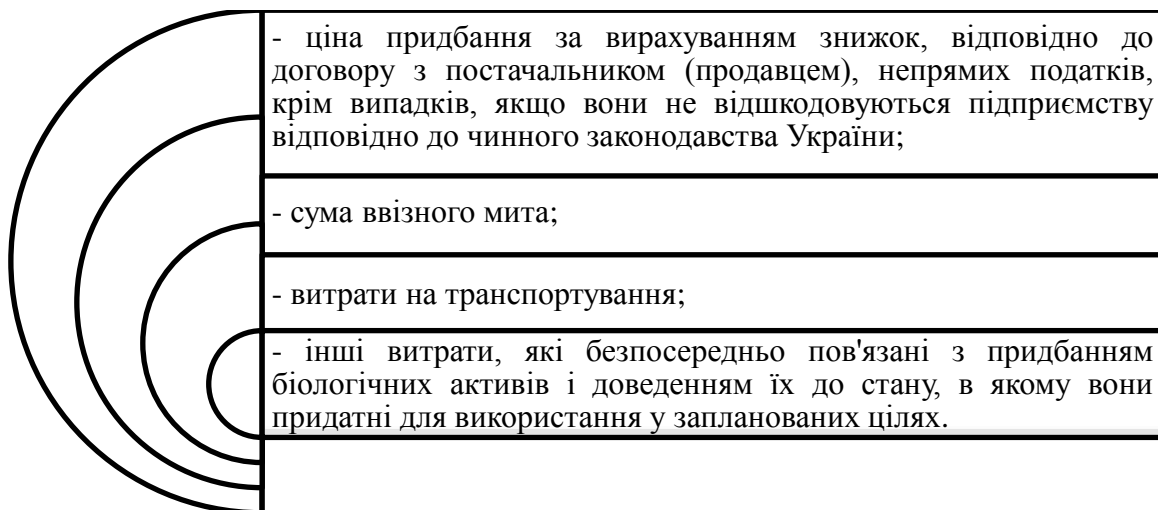 - ціна придбання за вирахуванням знижок, відповідно до
договору з постачальником (продавцем), непрямих податків,
крім випадків, якщо вони не відшкодовуються підприємству
відповідно до чинного законодавства України;
- сума ввізного мита;
- витрати на транспортування;
- інші витрати, які безпосередньо пов'язані з придбанням
біологічних активів і доведенням їх до стану, в якому вони
придатні для використання у запланованих цілях.